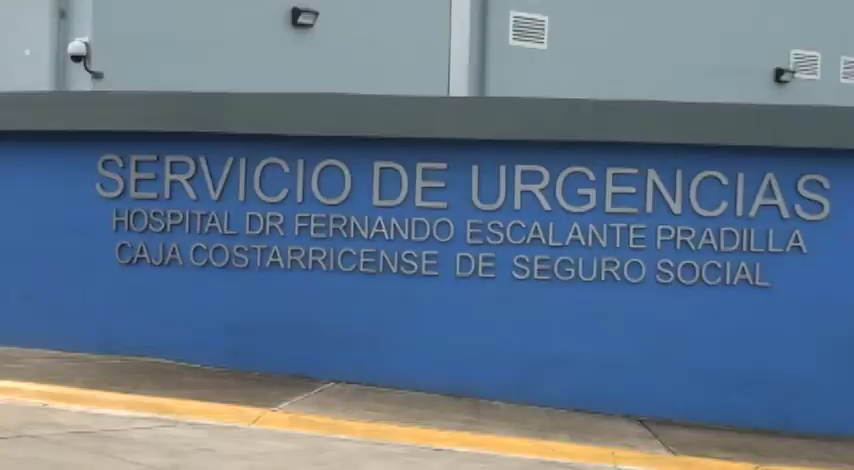 SERVICIO DE URGENCIAS
HOSPITAL DR FERNANDO ESCALANTE PRADILLA
CAJA COSTARRICENSE DE SEGURO SOCIAL